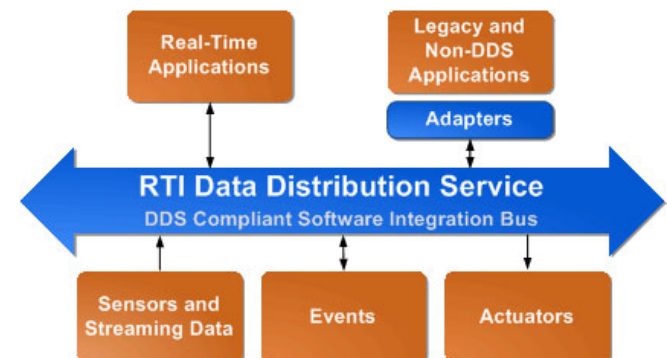 Real-Time
Applications
Legacy and
Non-DDS
Applications
Adapters
RTI Data Distribution Service
DDS Compliant Software Integration Bus
Sensors and
Streaming Data
Events
Actuators